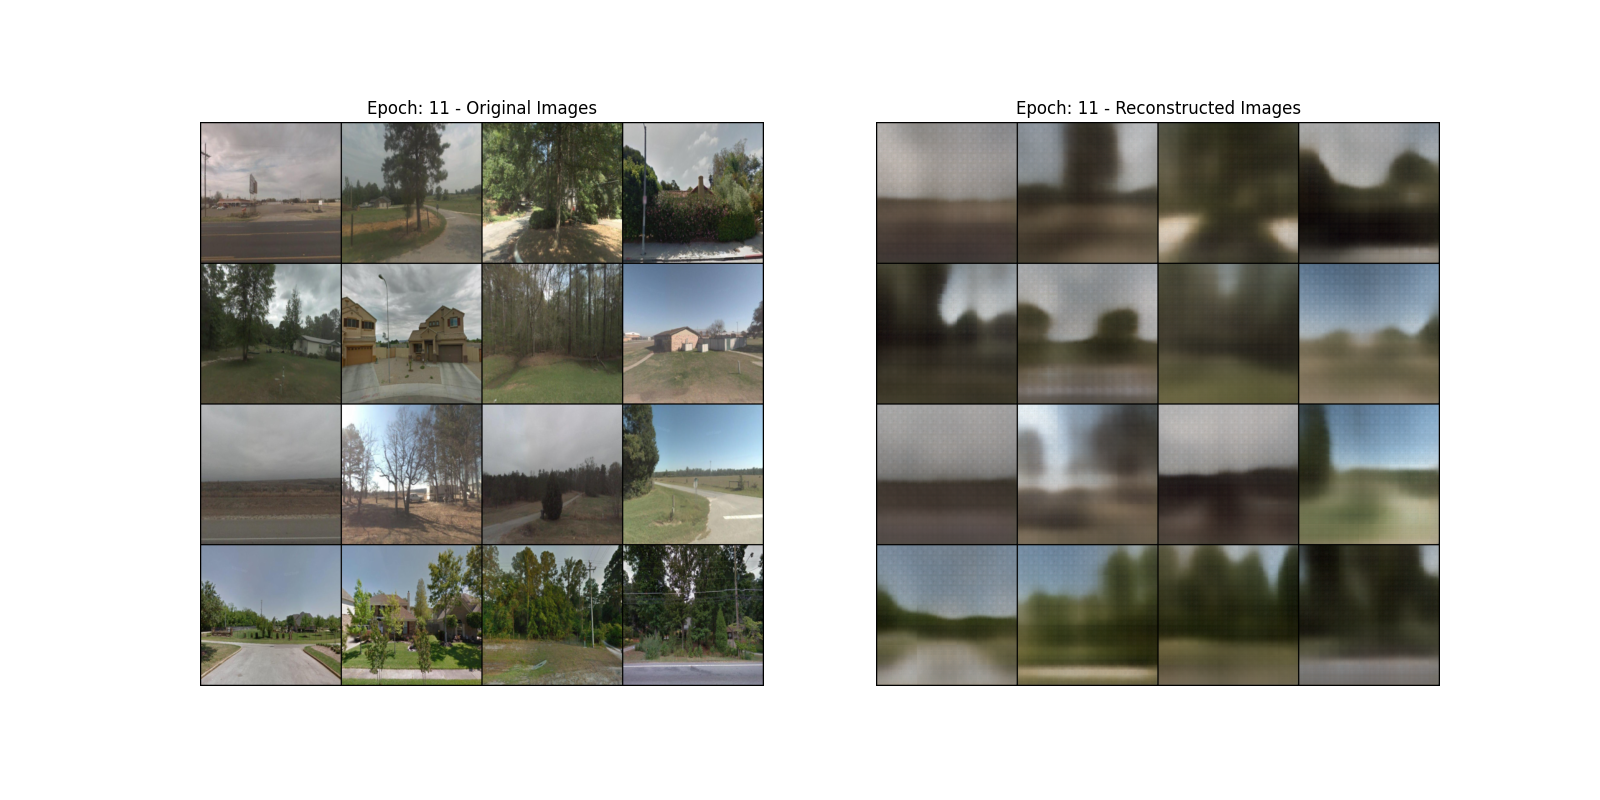 Epoch: 11 - Original Images
Epoch: 11 - Reconstructed Images